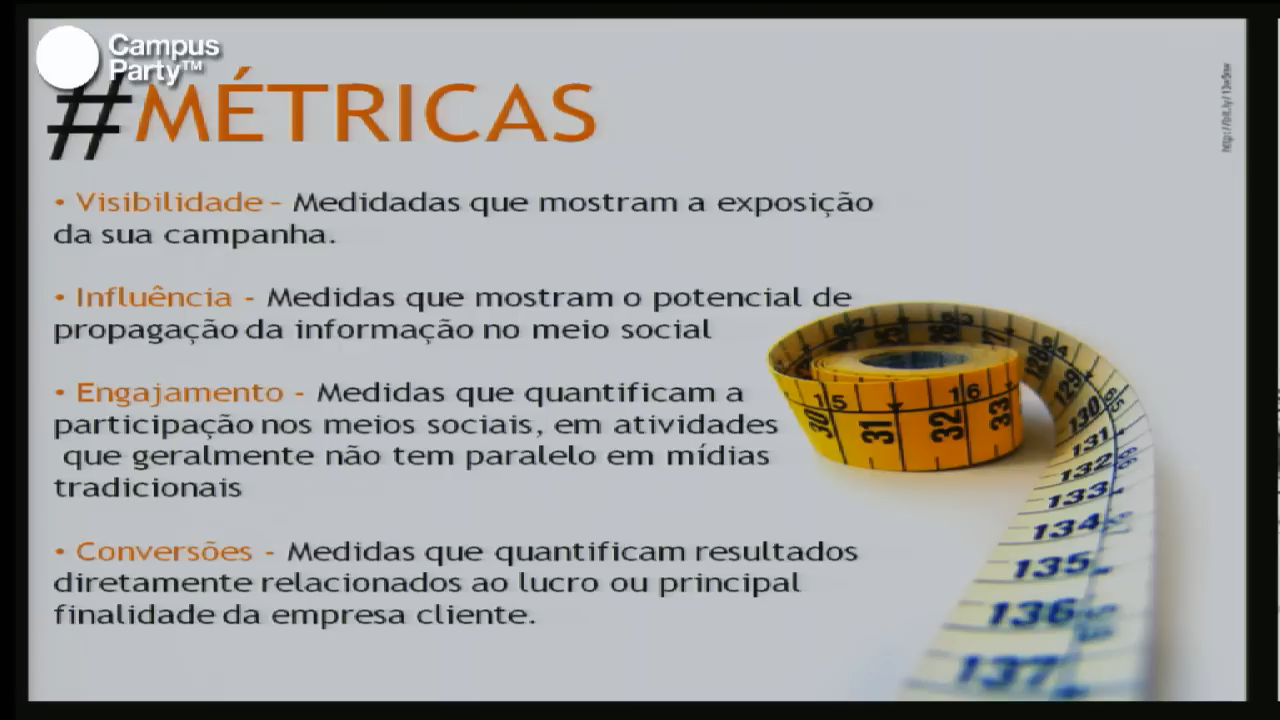 Campus
Party™
#MÉTRICAS
• Visibilidade - Medidadas que mostram a exposição
da sua campanha.
• Influência - Medidas que mostram o potencial de
propagação da informação no meio social
• Engajamento - Medidas que quantificam a
participação nos meios sociais, em atividades
que geralmente não tem paralelo em mídias
tradicionais
• Conversões - Medidas que quantificam resultados
diretamente relacionados ao lucro ou principal
finalidade da empresa cliente.
15 16
30 31 32 33
128
129
130
131
132
133
134
135
136
137